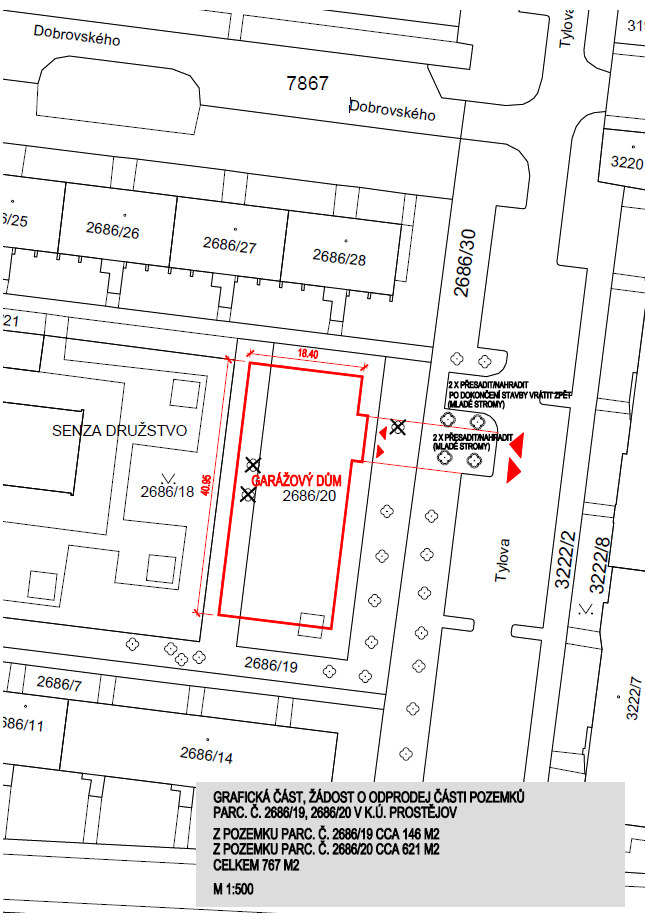 Dobrovského
Tylova
319
7867
Dobrovského
3220
6/25
2686/26
2686/27
2686/28
2686/30
21
18.40
2 X PŘESADIT/NAHRADIT
PO DOKONČENÍ STAVBY VRÁTIT ZPĚT
(MLADÉ STROMY)
SENZA DRUŽSTVO
2 X PŘESADIT/NAHRADIT
(MLADÉ STROMY)
40.95
GARÁŽOVÝ DŮM
2686/18
2686/20
Tylova
3222/2
3222/8
2686/19
2686/7
3222/7
686/11
2686/14
GRAFICKÁ ČÁST, ŽÁDOST O ODPRODEJ ČÁSTI POZEMKŮ
PARC. Č. 2686/19, 2686/20 V K.Ú. PROSTĚJOV
Z POZEMKU PARC. Č. 2686/19 CCA 146 M2
Z POZEMKU PARC. Č. 2686/20 CCA 621 M2
CELKEM 767 M2
M 1:500